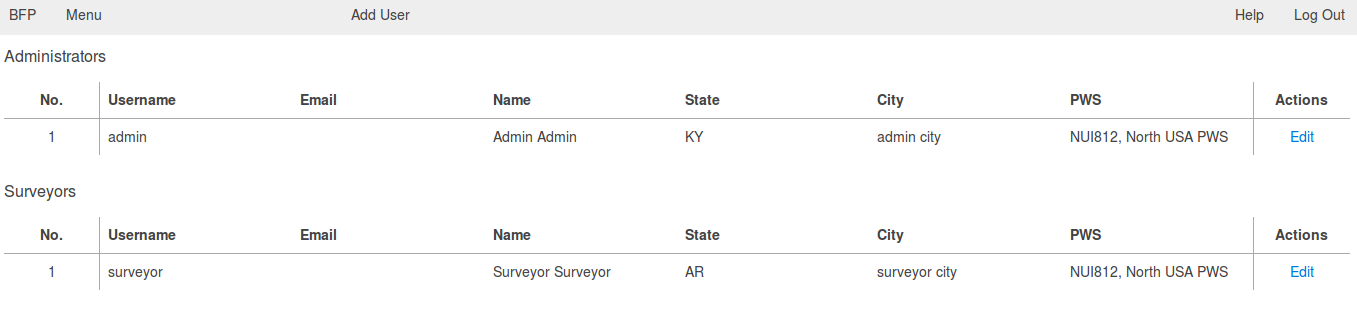 BFP Menu Add User Help Log Out
Administrators
No. Username Email Name State City PWS Actions
1 admin Admin Admin KY admin city NUI812, North USA PWS Edit
Surveyors
No. Username Email Name State City PWS Actions
1 surveyor Surveyor Surveyor AR surveyor city NUI812, North USA PWS Edit